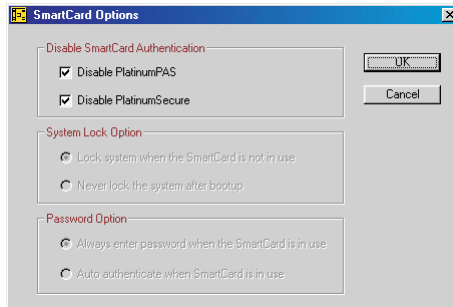 SmartCard Options
Disable SmartCard Authentication
Disable PlatinumPAS
Disable PlatinumSecure
OK
Cancel
System Lock Option
Lock system when the SmartCard is not in use
Never lock the system after bootup
Password Option
Always enter password when the SmartCard is in use
Auto authenticate when SmartCard is in use